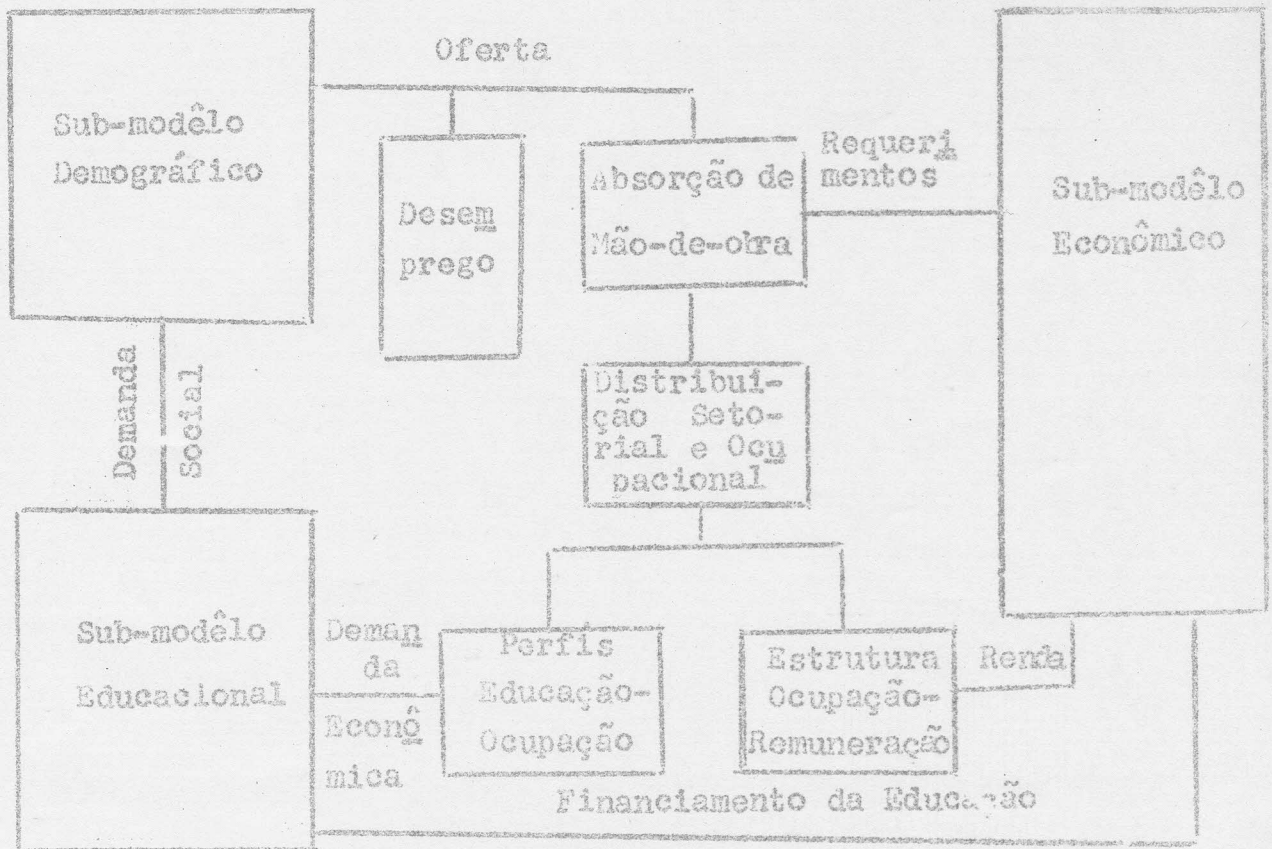 Oferta
Sub-modêlo
Demográfico
Desem
prego
Absorção de
Mão-de-obra
Requeri
mentos
Sub-modêlo
Econômico
Demanda
Social
Distribui-
ção Seto-
rial e Ocu
pacional
Sub-modêlo
Educacional
Deman
da
Econô
mica
Perfis
Educação-
Ocupação
Estrutura
Ocupação-
Remuneração
Renda
Financiamento da Educação